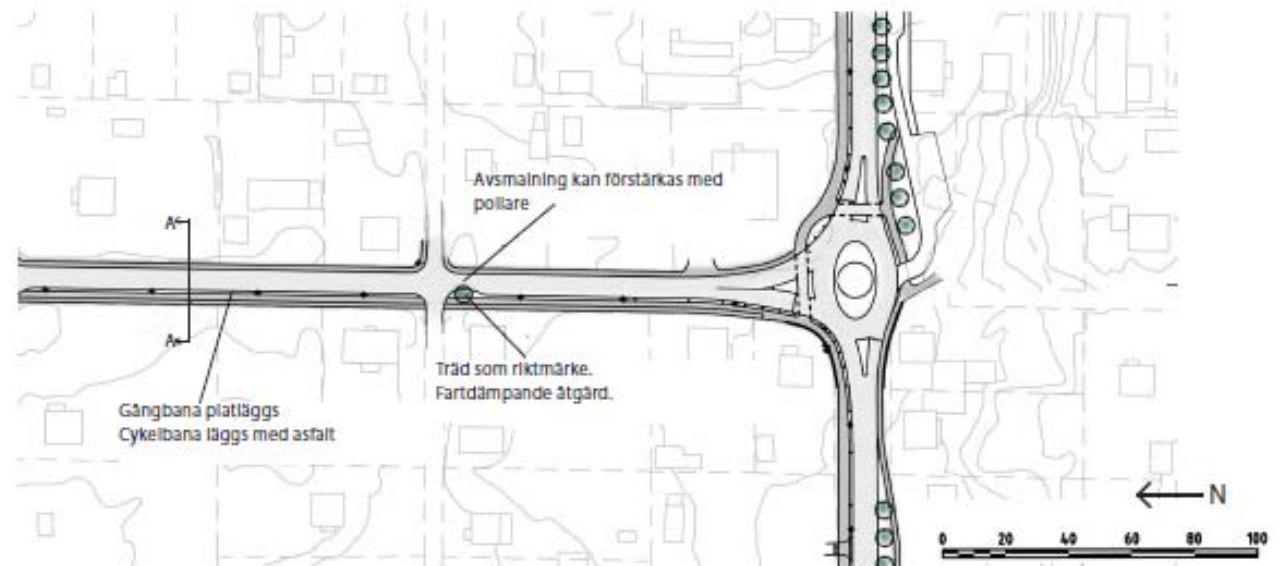 Avsmalning kan förstärkas med
pollare
A
A
Träd som riktmärke.
Fartdämpande åtgärd.
Gångbana platläggs
Cykelbana läggs med asfalt
N
0 20 40 60 80 100